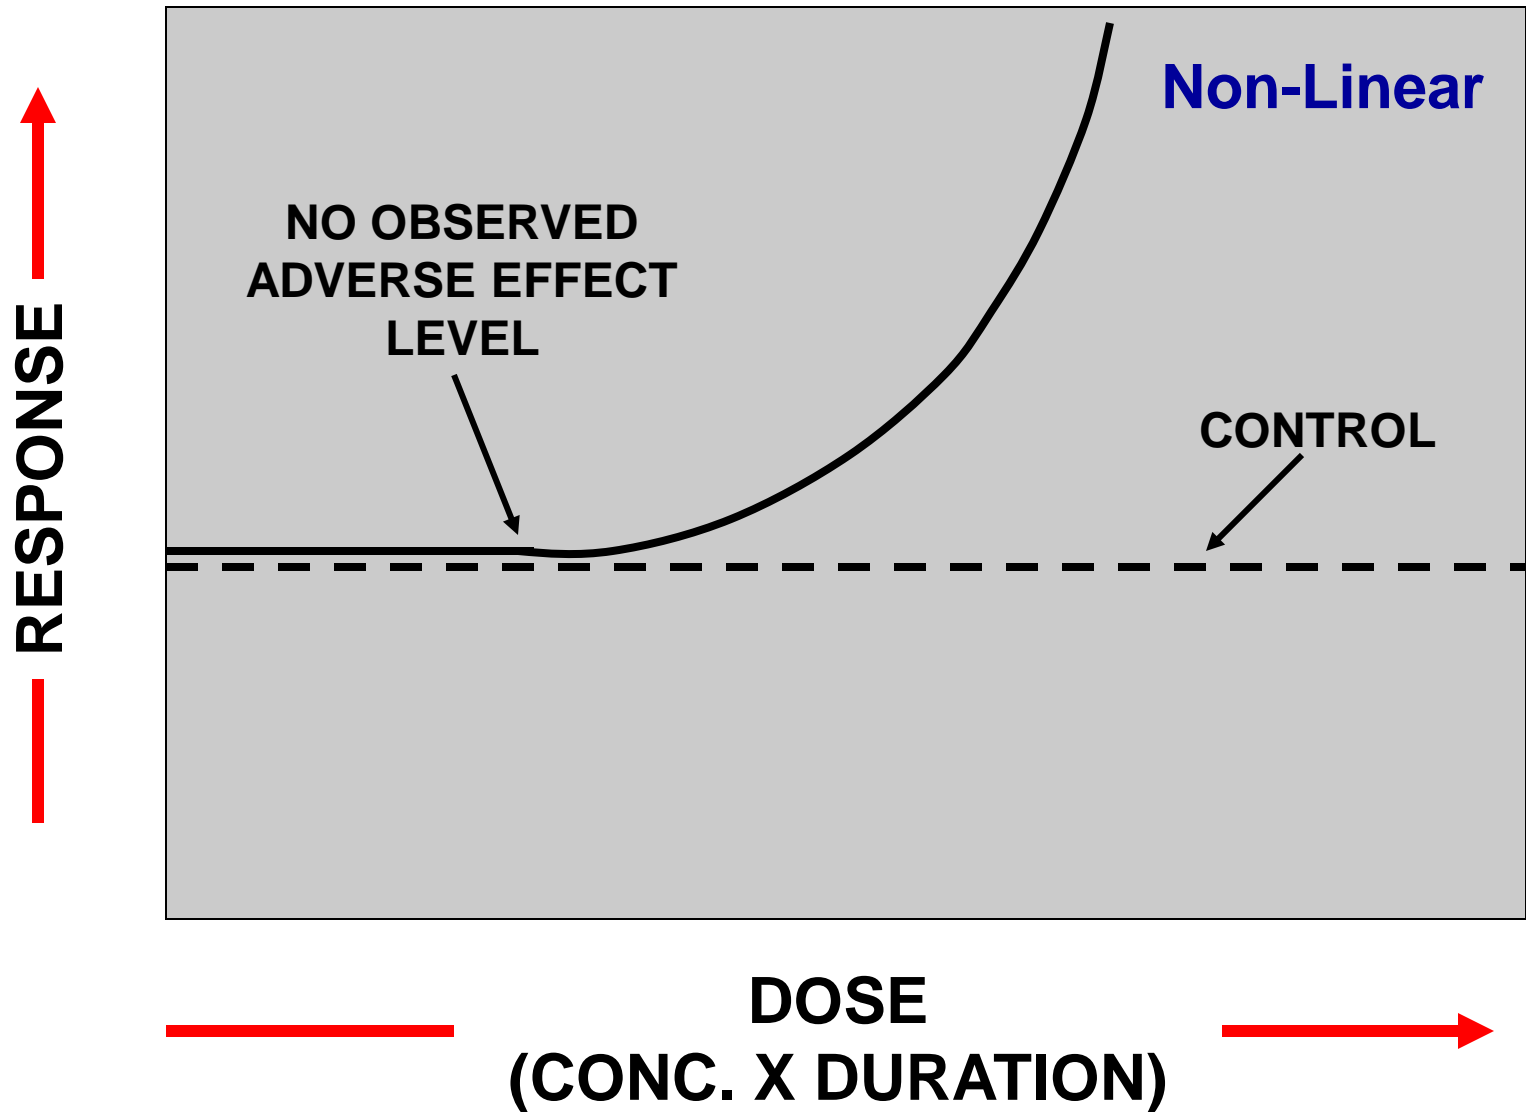 Non-Linear
NO OBSERVED
ADVERSE EFFECT
LEVEL
CONTROL
RESPONSE
DOSE
(CONC. X DURATION)